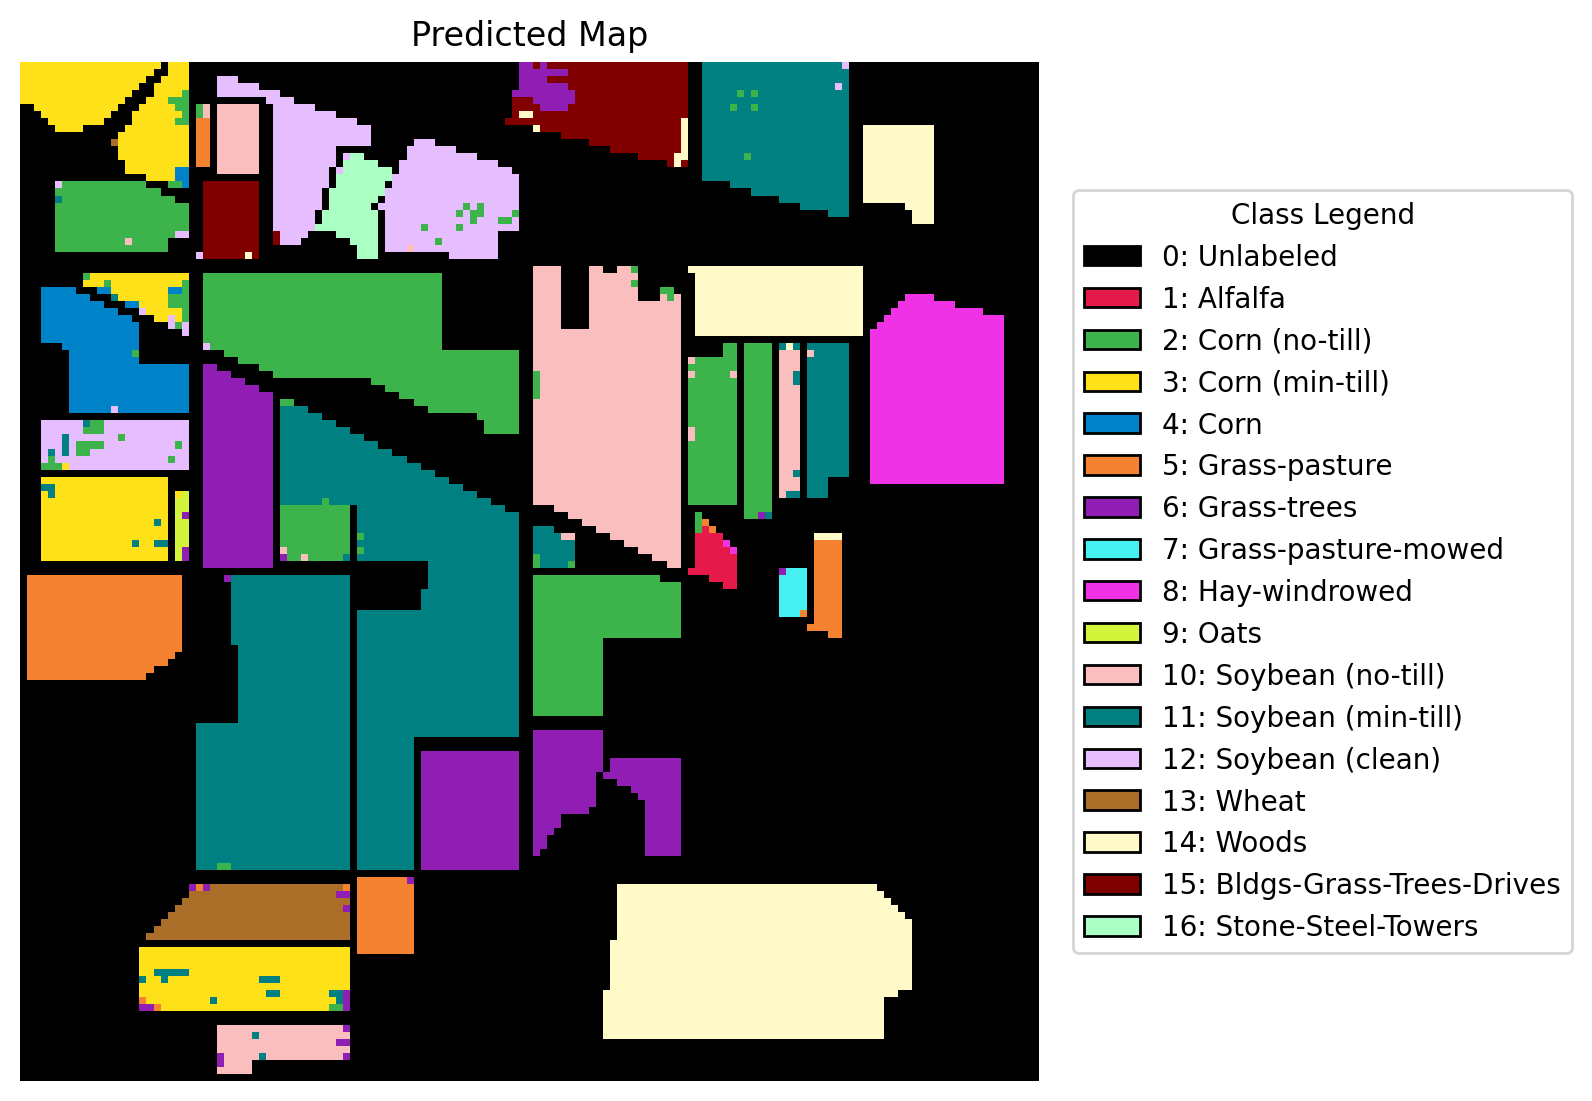 Predicted Map
Class Legend
0: Unlabeled
1: Alfalfa
2: Corn (no-till)
3: Corn (min-till)
4: Corn
5: Grass-pasture
6: Grass-trees
7: Grass-pasture-mowed
8: Hay-windrowed
9: Oats
10: Soybean (no-till)
11: Soybean (min-till)
12: Soybean (clean)
13: Wheat
14: Woods
15: Bldgs-Grass-Trees-Drives
16: Stone-Steel-Towers